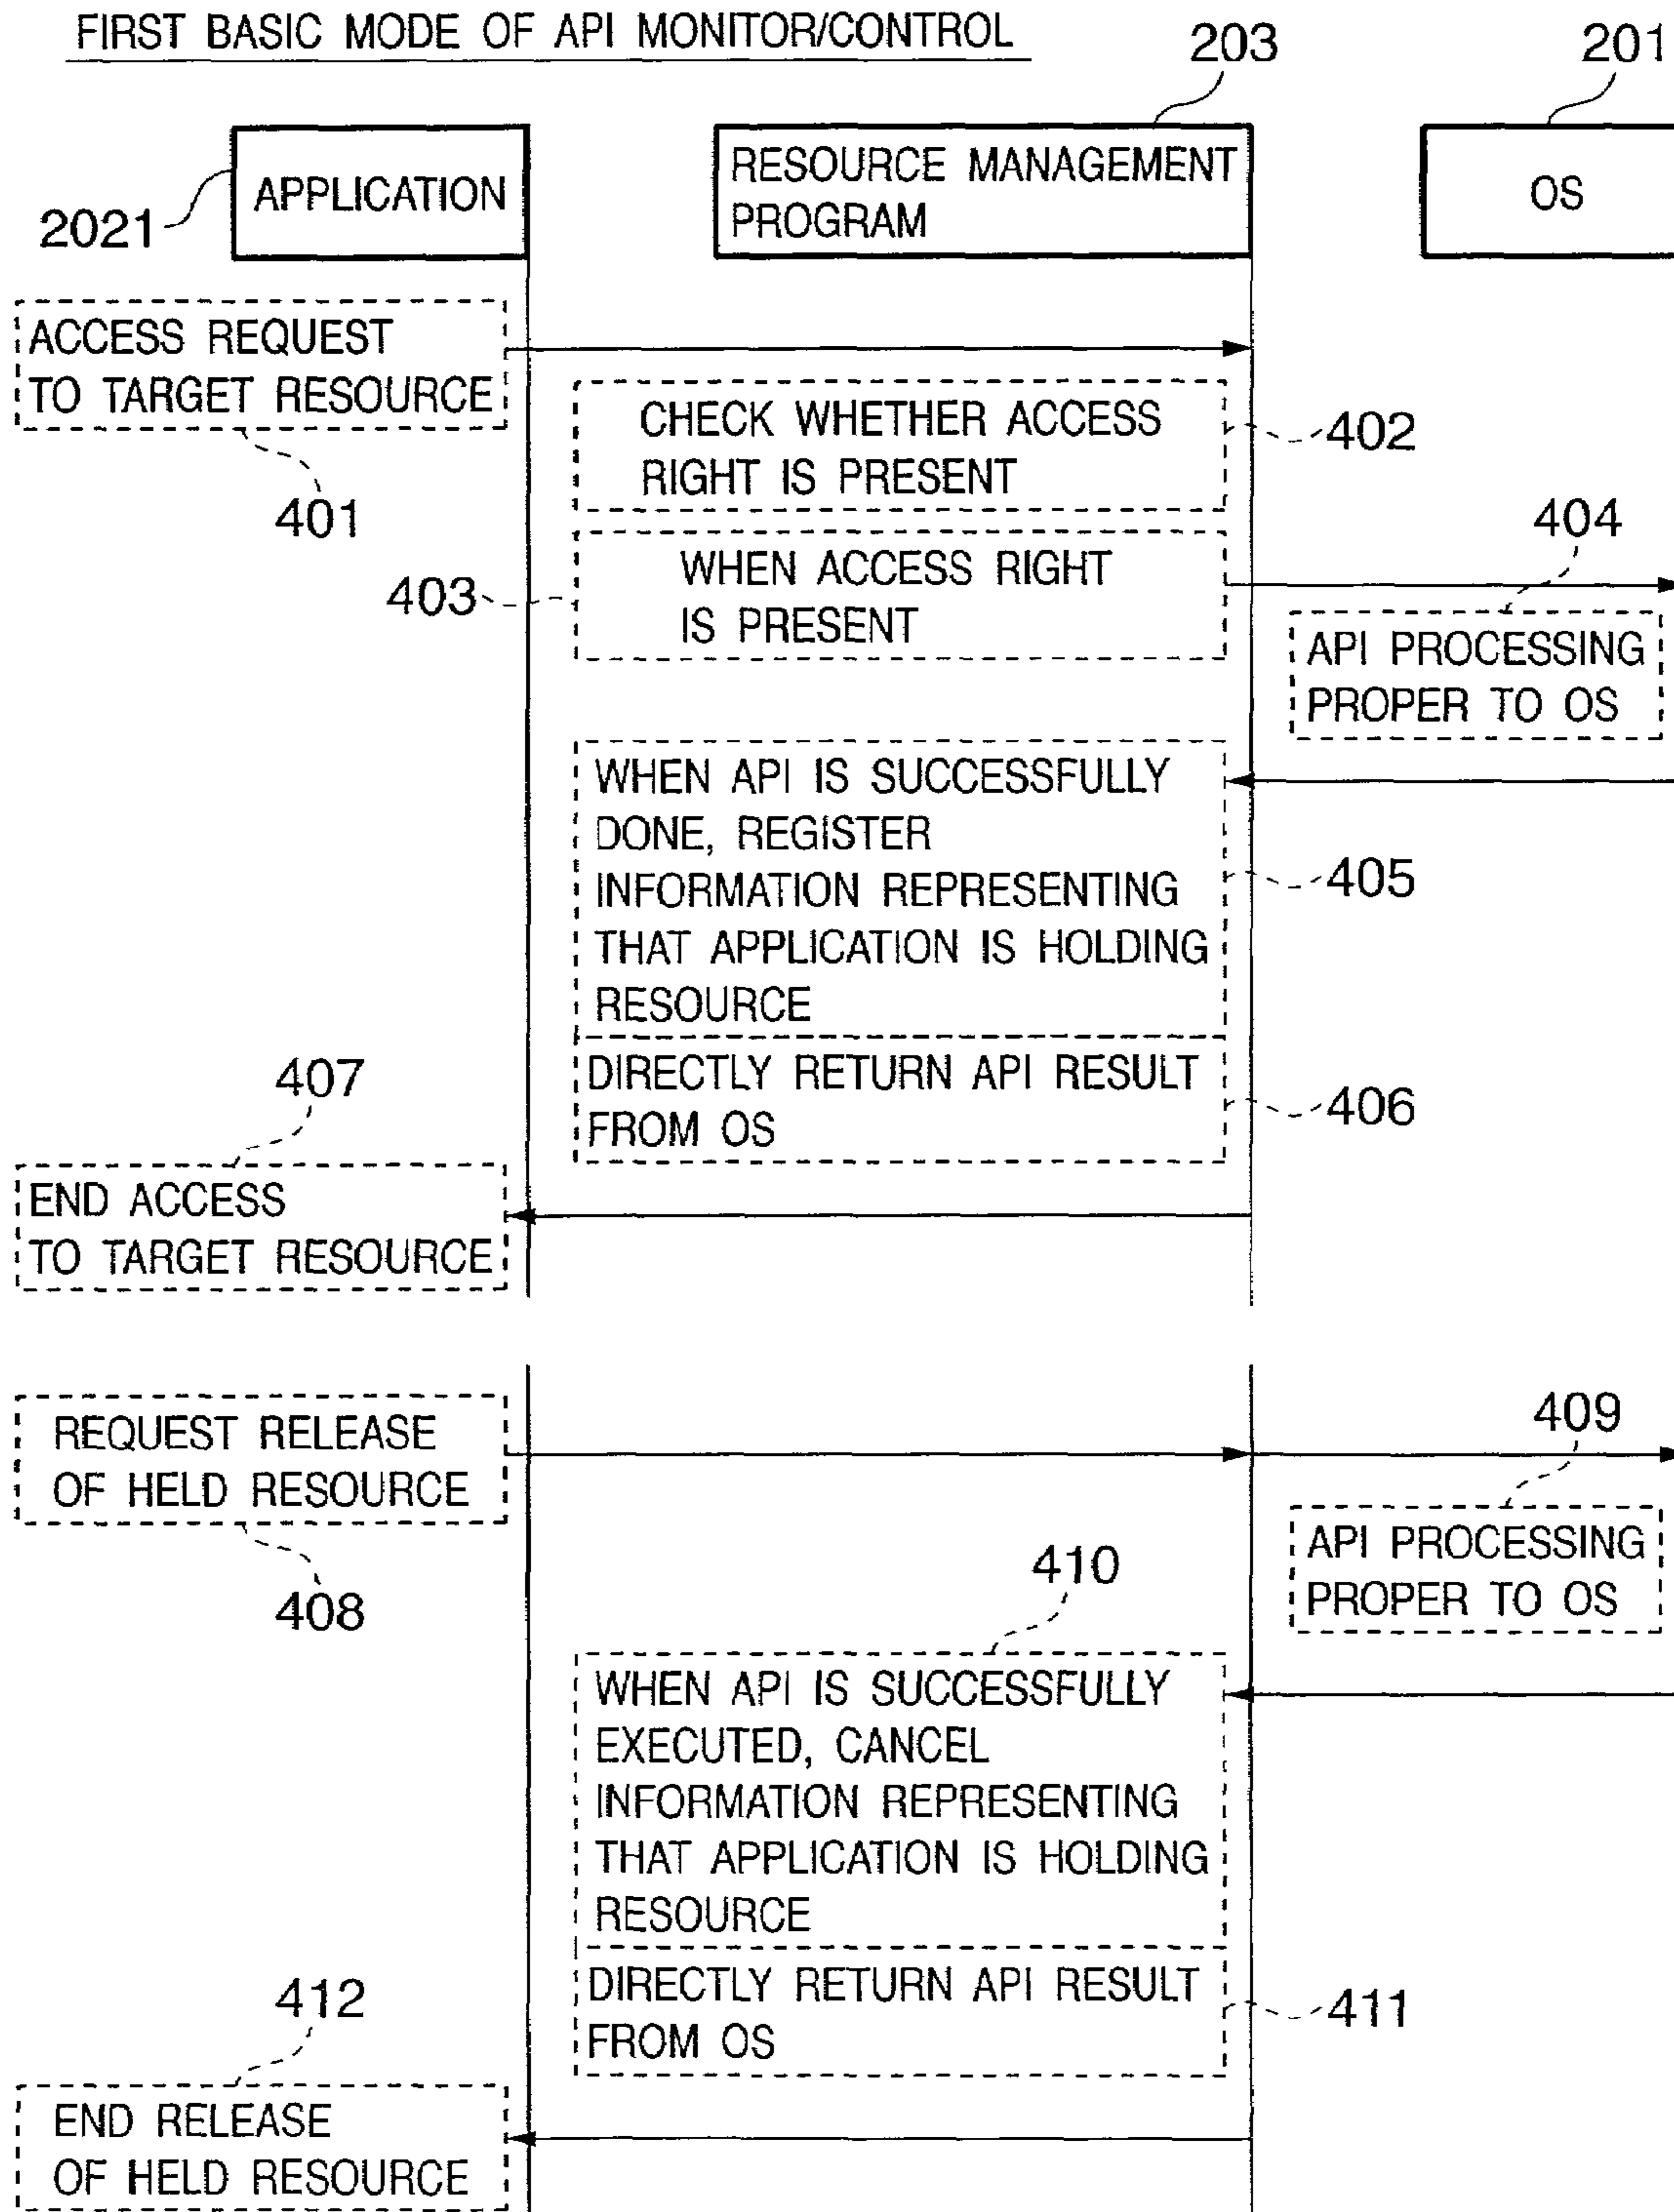 FIRST BASIC MODE OF API MONITOR/CONTROL
203
201
2021
APPLICATION
RESOURCE MANAGEMENT
PROGRAM
OS
ACCESS REQUEST
TO TARGET RESOURCE
401
CHECK WHETHER ACCESS
RIGHT IS PRESENT
402
403
WHEN ACCESS RIGHT
IS PRESENT
404
API PROCESSING
PROPER TO OS
WHEN API IS SUCCESSFULLY
DONE, REGISTER
INFORMATION REPRESENTING
THAT APPLICATION IS HOLDING
RESOURCE
405
DIRECTLY RETURN API RESULT
FROM OS
406
407
END ACCESS
TO TARGET RESOURCE
REQUEST RELEASE
OF HELD RESOURCE
408
409
API PROCESSING
PROPER TO OS
410
WHEN API IS SUCCESSFULLY
EXECUTED, CANCEL
INFORMATION REPRESENTING
THAT APPLICATION IS HOLDING
RESOURCE
DIRECTLY RETURN API RESULT
FROM OS
411
412
END RELEASE
OF HELD RESOURCE